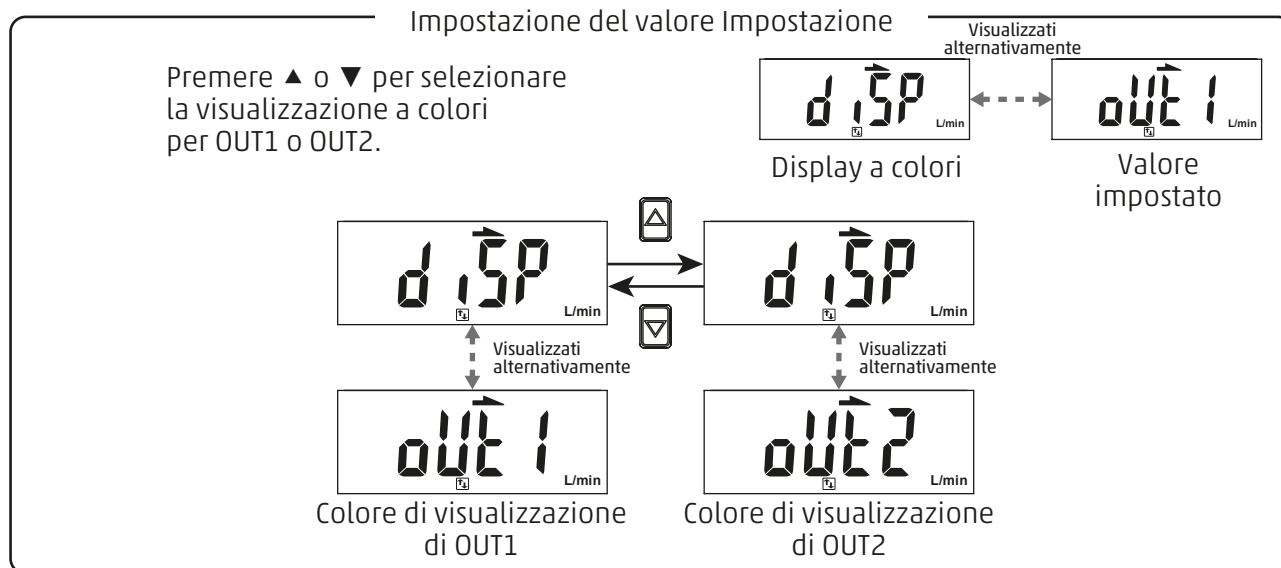 Impostazione del valore Impostazione
Premere ▲ o ▼ per selezionare
la visualizzazione a colori
per OUT1 o OUT2.
Visualizzati
alternativamente
diSP
L/min
oUt1
L/min
Display a colori
Valore
impostato
diSP
L/min
diSP
L/min
Visualizzati
alternativamente
Visualizzati
alternativamente
oUt1
L/min
oUt2
L/min
Colore di visualizzazione
di OUT1
Colore di visualizzazione
di OUT2